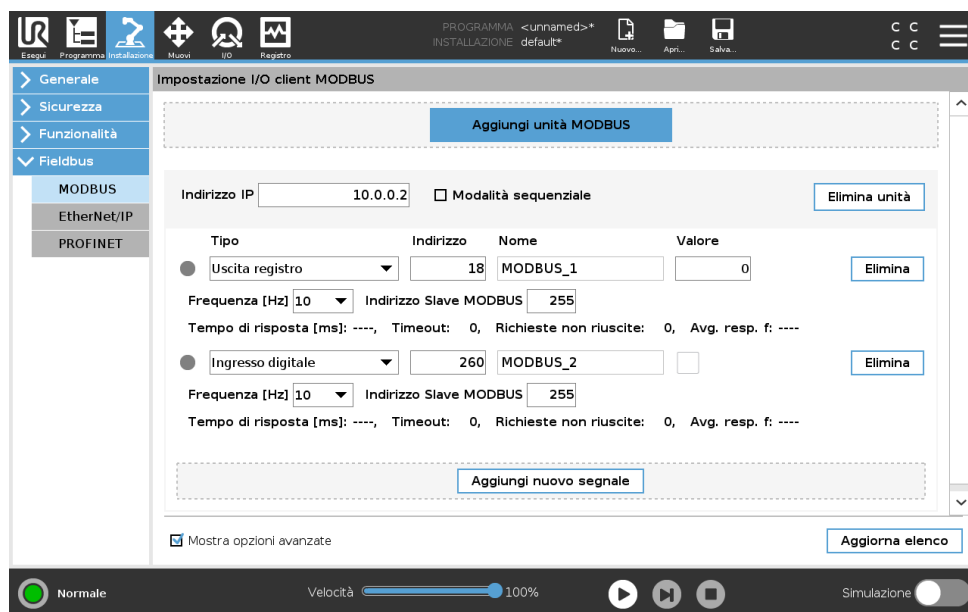 PROGRAMMA <unnamed>*
INSTALLAZIONE default*
UR
Esegui Programma Installazione Muovi I/O Registro Nuovo... Apri... Salva...
C C
C C
Generale
Impostazione I/O client MODBUS
Sicurezza
Aggiungi unità MODBUS
Funzionalità
Fieldbus
MODBUS
EtherNet/IP
PROFINET
Indirizzo IP 10.0.0.2 Modalità sequenziale Elimina unità
Tipo Indirizzo Nome Valore
Uscita registro 18 MODBUS_1 0 Elimina
Frequenza [Hz] 10 Indirizzo Slave MODBUS 255
Tempo di risposta [ms]: ----, Timeout: 0, Richieste non riuscite: 0, Avg. resp. f: ----
Ingresso digitale 260 MODBUS_2 Elimina
Frequenza [Hz] 10 Indirizzo Slave MODBUS 255
Tempo di risposta [ms]: ----, Timeout: 0, Richieste non riuscite: 0, Avg. resp. f: ----
Aggiungi nuovo segnale
Mostra opzioni avanzate Aggiorna elenco
Normale Velocità 100% Simulazione